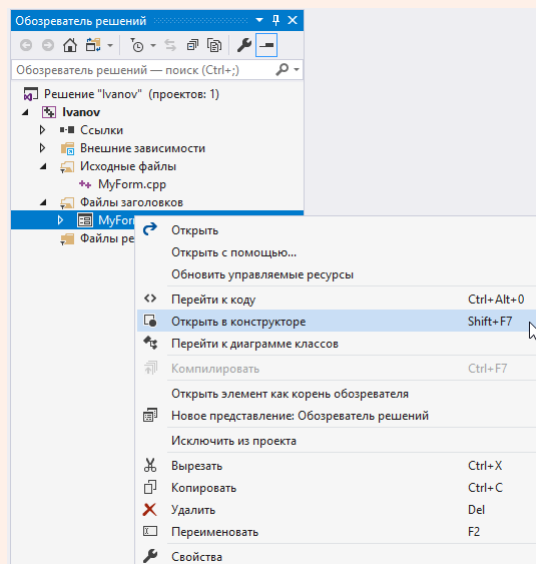 Обозреватель решений
Обозреватель решений — поиск (Ctrl+;)
Решение "Ivanov" (проектов: 1)
Ivanov
Ссылки
Внешние зависимости
Исходные файлы
MyForm.cpp
Файлы заголовков
MyForm
Файлы ре
Открыть
Открыть с помощью...
Обновить управляемые ресурсы
Перейти к коду Ctrl+Alt+0
Открыть в конструкторе Shift+F7
Перейти к диаграмме классов
Компилировать Ctrl+F7
Открыть элемент как корень обозревателя
Новое представление: Обозреватель решений
Исключить из проекта
Вырезать Ctrl+X
Копировать Ctrl+C
Удалить Del
Переименовать F2
Свойства